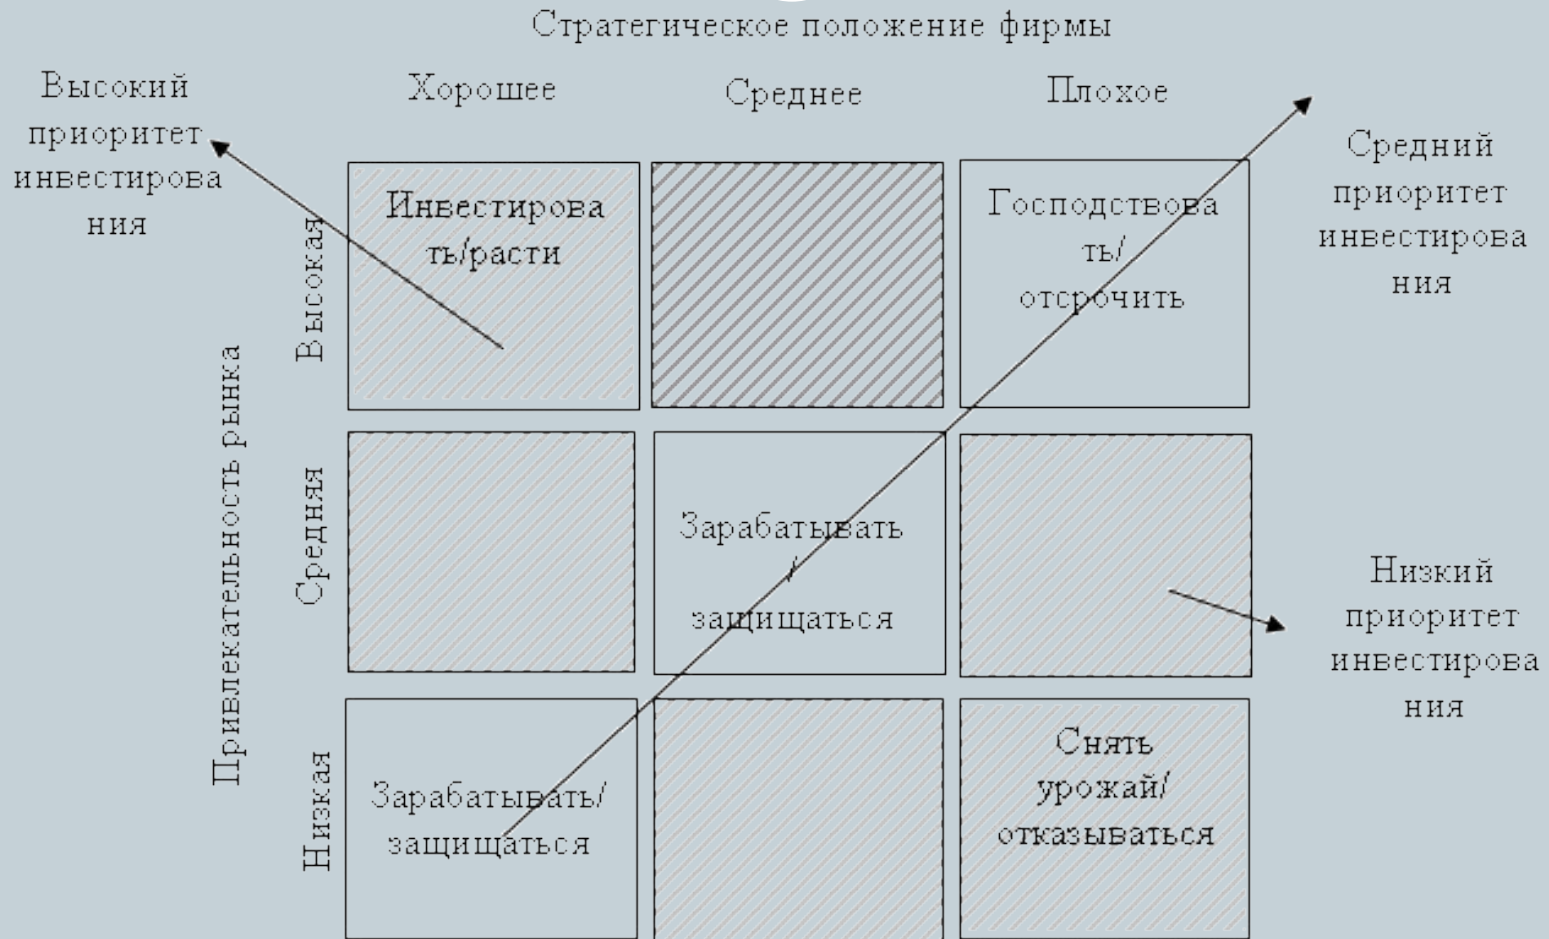 Стратегическое положение фирмы
Высокий
приоритет
инвестирова
ния
Хорошее
Среднее
Плохое
Средний
приоритет
инвестирова
ния
Привлекательность рынка
Высокая
Инвестирова
ть/расти
Господствова
ть/
отсрочить
Средняя
Зарабатывать
/
защищаться
Низкий
приоритет
инвестирова
ния
Низкая
Зарабатывать/
защищаться
Снять
урожай/
отказываться